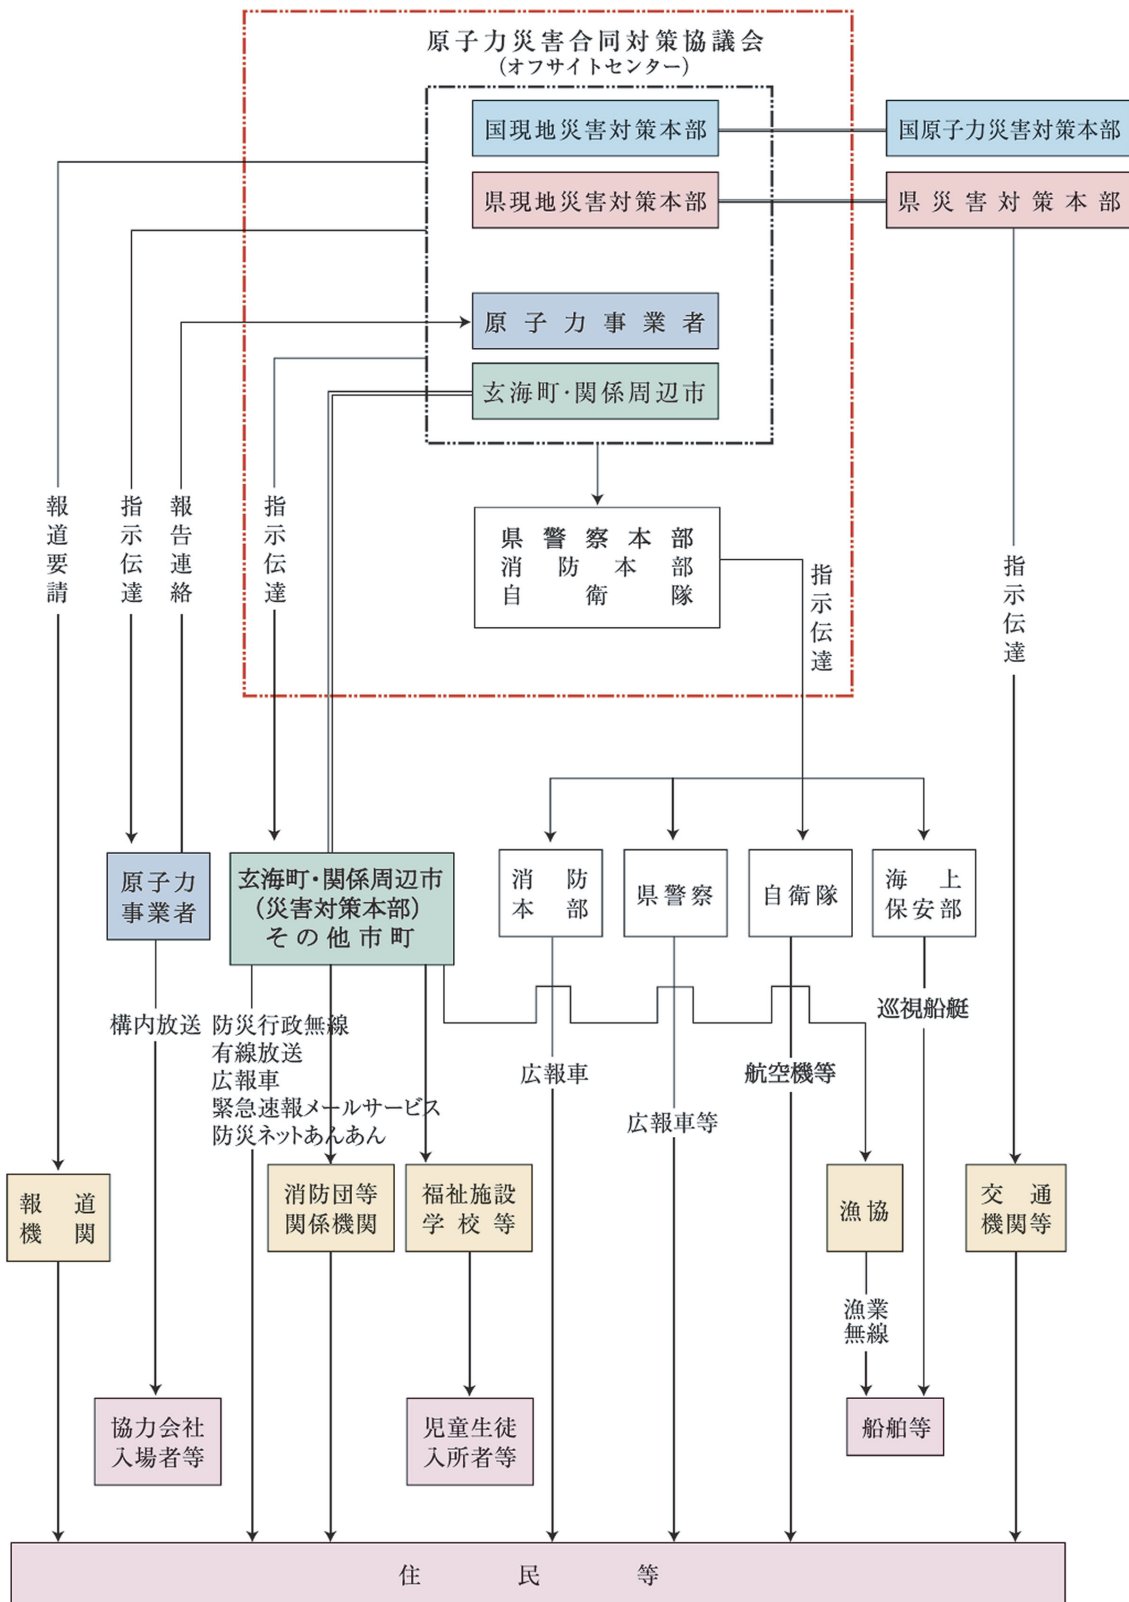 原子力災害合同対策協議会
(オフサイトセンター)
国現地災害対策本部
国原子力災害対策本部
県現地災害対策本部
県災害対策本部
原子力事業者
玄海町・関係周辺市
報道要請
指示伝達
報告連絡
指示伝達
県警察本部
消防本部
自衛隊
指示伝達
指示伝達
原子力
事業者
玄海町・関係周辺市
(災害対策本部)
その他市町
消防
本部
県警察
自衛隊
海上
保安部
構内放送
防災行政無線
有線放送
広報車
緊急速報メールサービス
防災ネットあんあん
広報車
広報車等
航空機等
巡視船艇
報道
機関
消防団等
関係機関
福祉施設
学校等
漁協
交通
機関等
漁業
無線
協力会社
入場者等
児童生徒
入所者等
船舶等
住民等